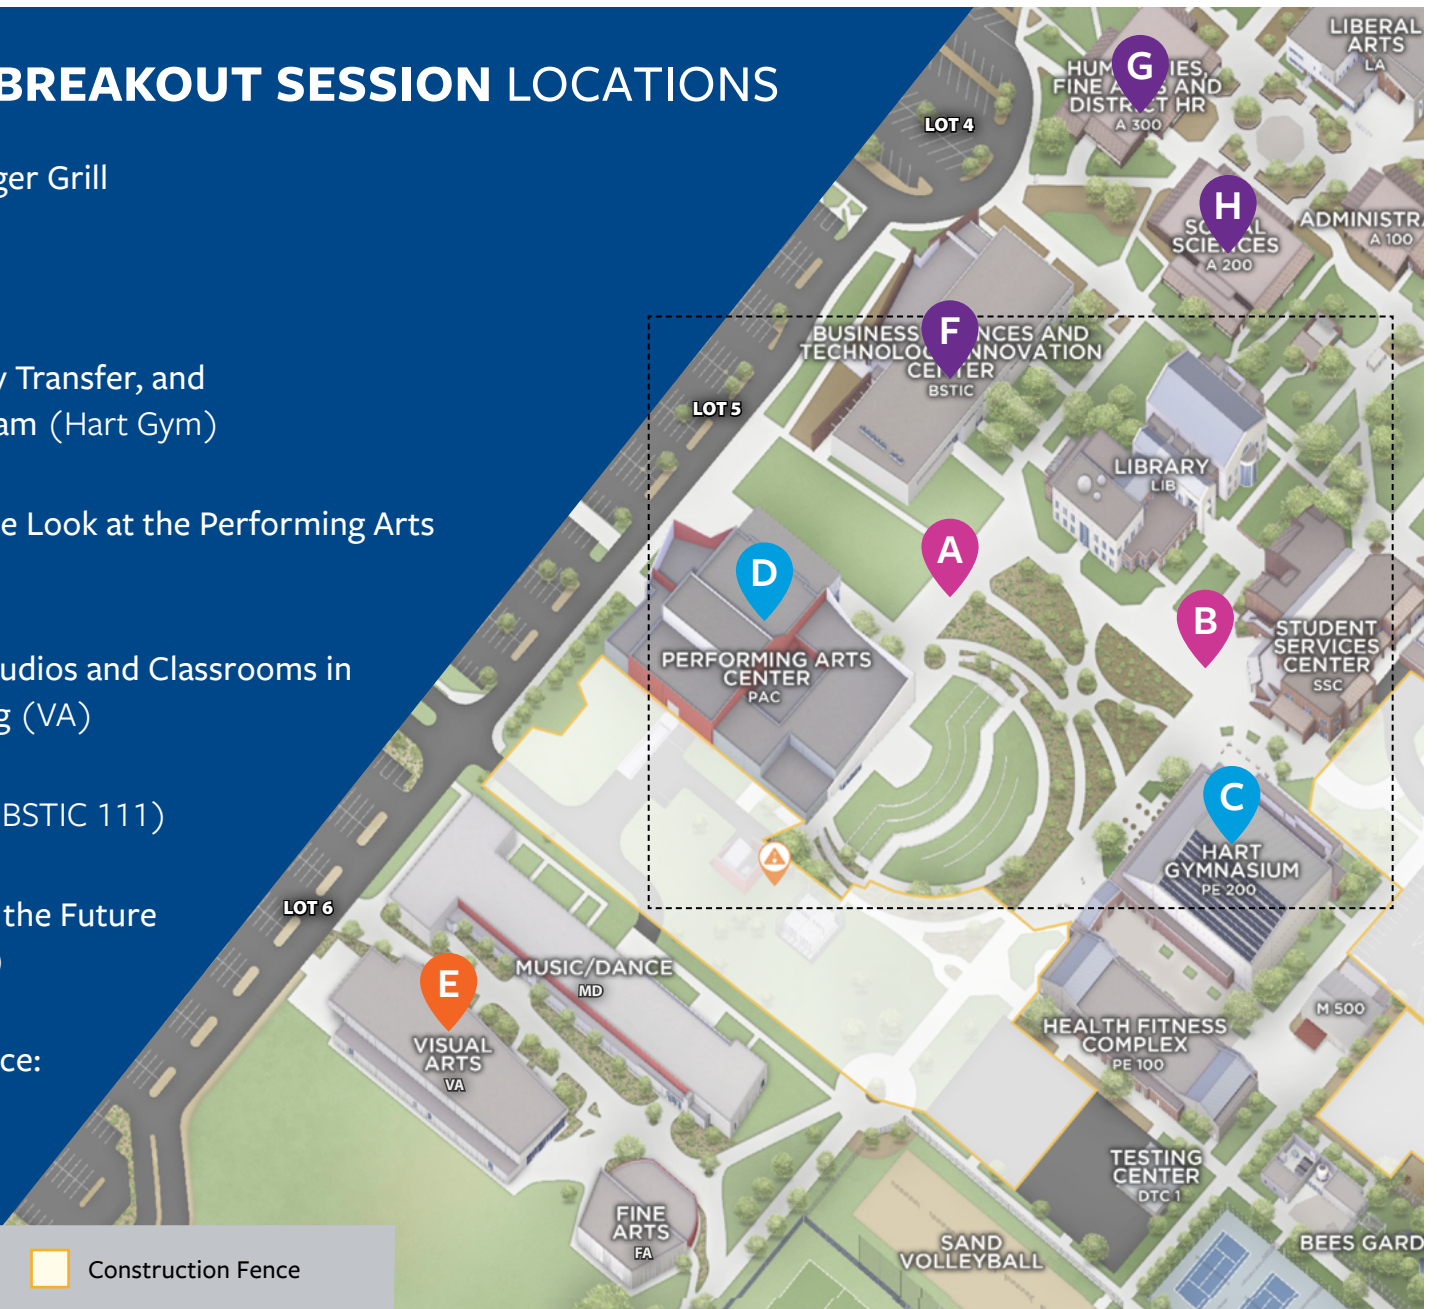 BREAKOUT SESSION LOCATIONS
ger Grill
y Transfer, and
am (Hart Gym)
e Look at the Performing Arts
udios and Classrooms in
g (VA)
BSTIC 111)
the Future
)
ce:
Construction Fence
LIBERAL
ARTS
LA
G
FINE
AND
DISTRICT HR
A 300
LOT 4
H
SCIENCES
A 200
ADMINISTR
A 100
F
BUSINESS
AND
CENTER
BSTIC
LOT 5
LIBRARY
LIB
A
D
B
STUDENT
SERVICES
CENTER
SSC
PERFORMING ARTS
CENTER
PAC
C
HART
GYMNASIUM
PE 200
LOT 6
E
MUSIC/DANCE
MD
VISUAL
ARTS
VA
M 500
HEALTH FITNESS
COMPLEX
PE 100
TESTING
CENTER
DTC 1
FINE
ARTS
FA
SAND
VOLLEYBALL
BEES GARD